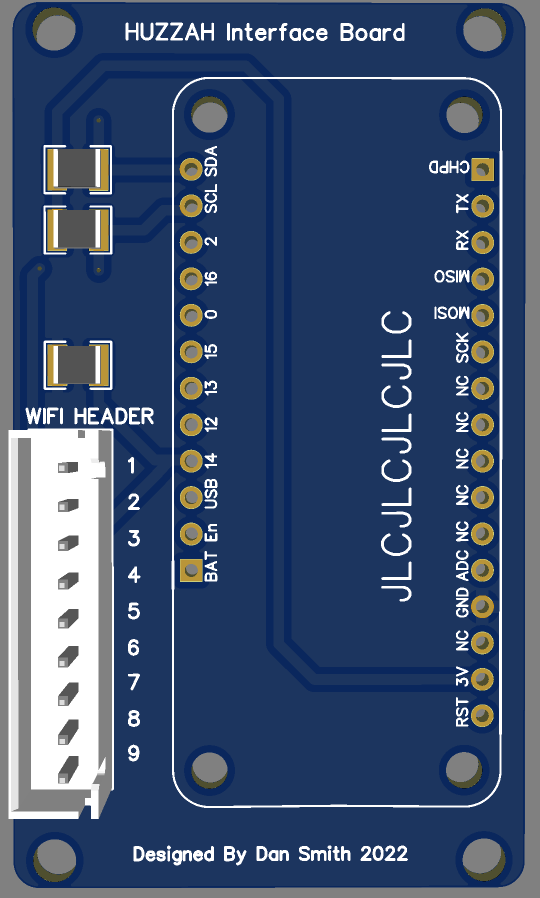 HUZZAH Interface Board
SDA
SCL
2
16
0
15
13
12
14
USB
En
BAT
CHPD
TX
RX
MISO
MOSI
SCK
NC
NC
NC
NC
NC
ADC
GND
NC
3V
RST
JLCJLCJLCJLC
WIFI HEADER
1
2
3
4
5
6
7
8
9
Designed By Dan Smith 2022